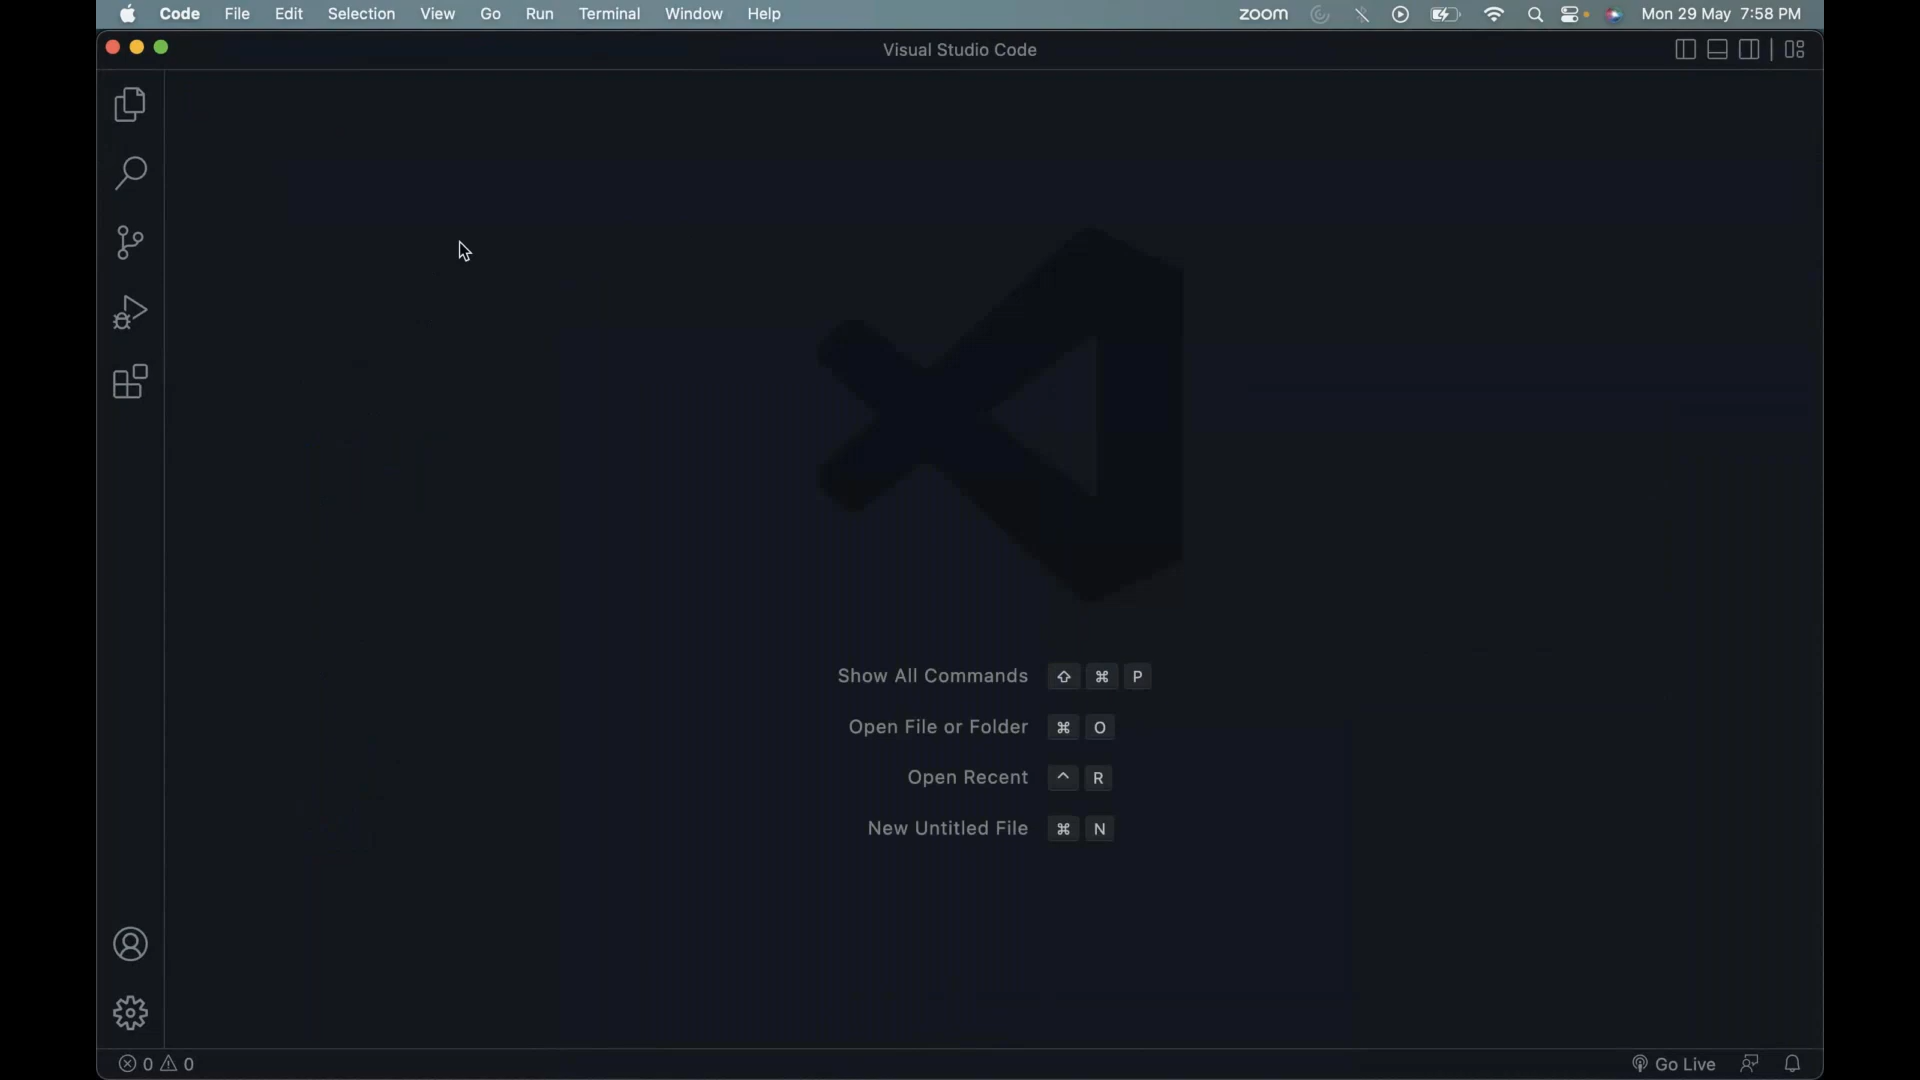 Code File Edit Selection View Go Run Terminal Window Help zoom Mon 29 May 7:58 PM
Visual Studio Code
Show All Commands ⇧ ⌘ P
Open File or Folder ⌘ O
Open Recent ^ R
New Untitled File ⌘ N
0 0 Go Live